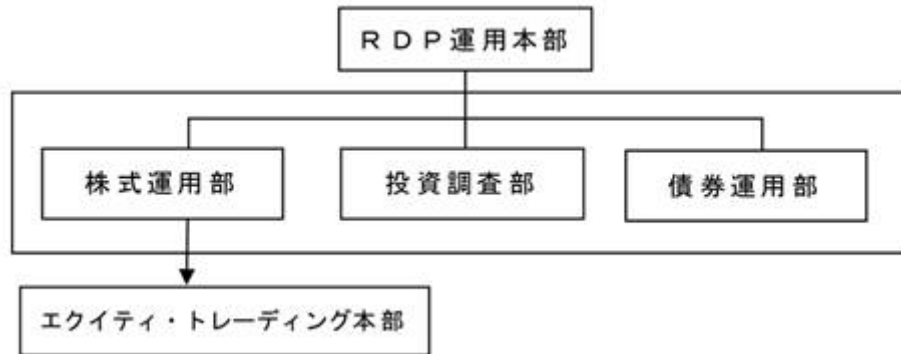 ＲＤＰ運用本部
株式運用部
投資調査部
債券運用部
エクイティ・トレーディング本部